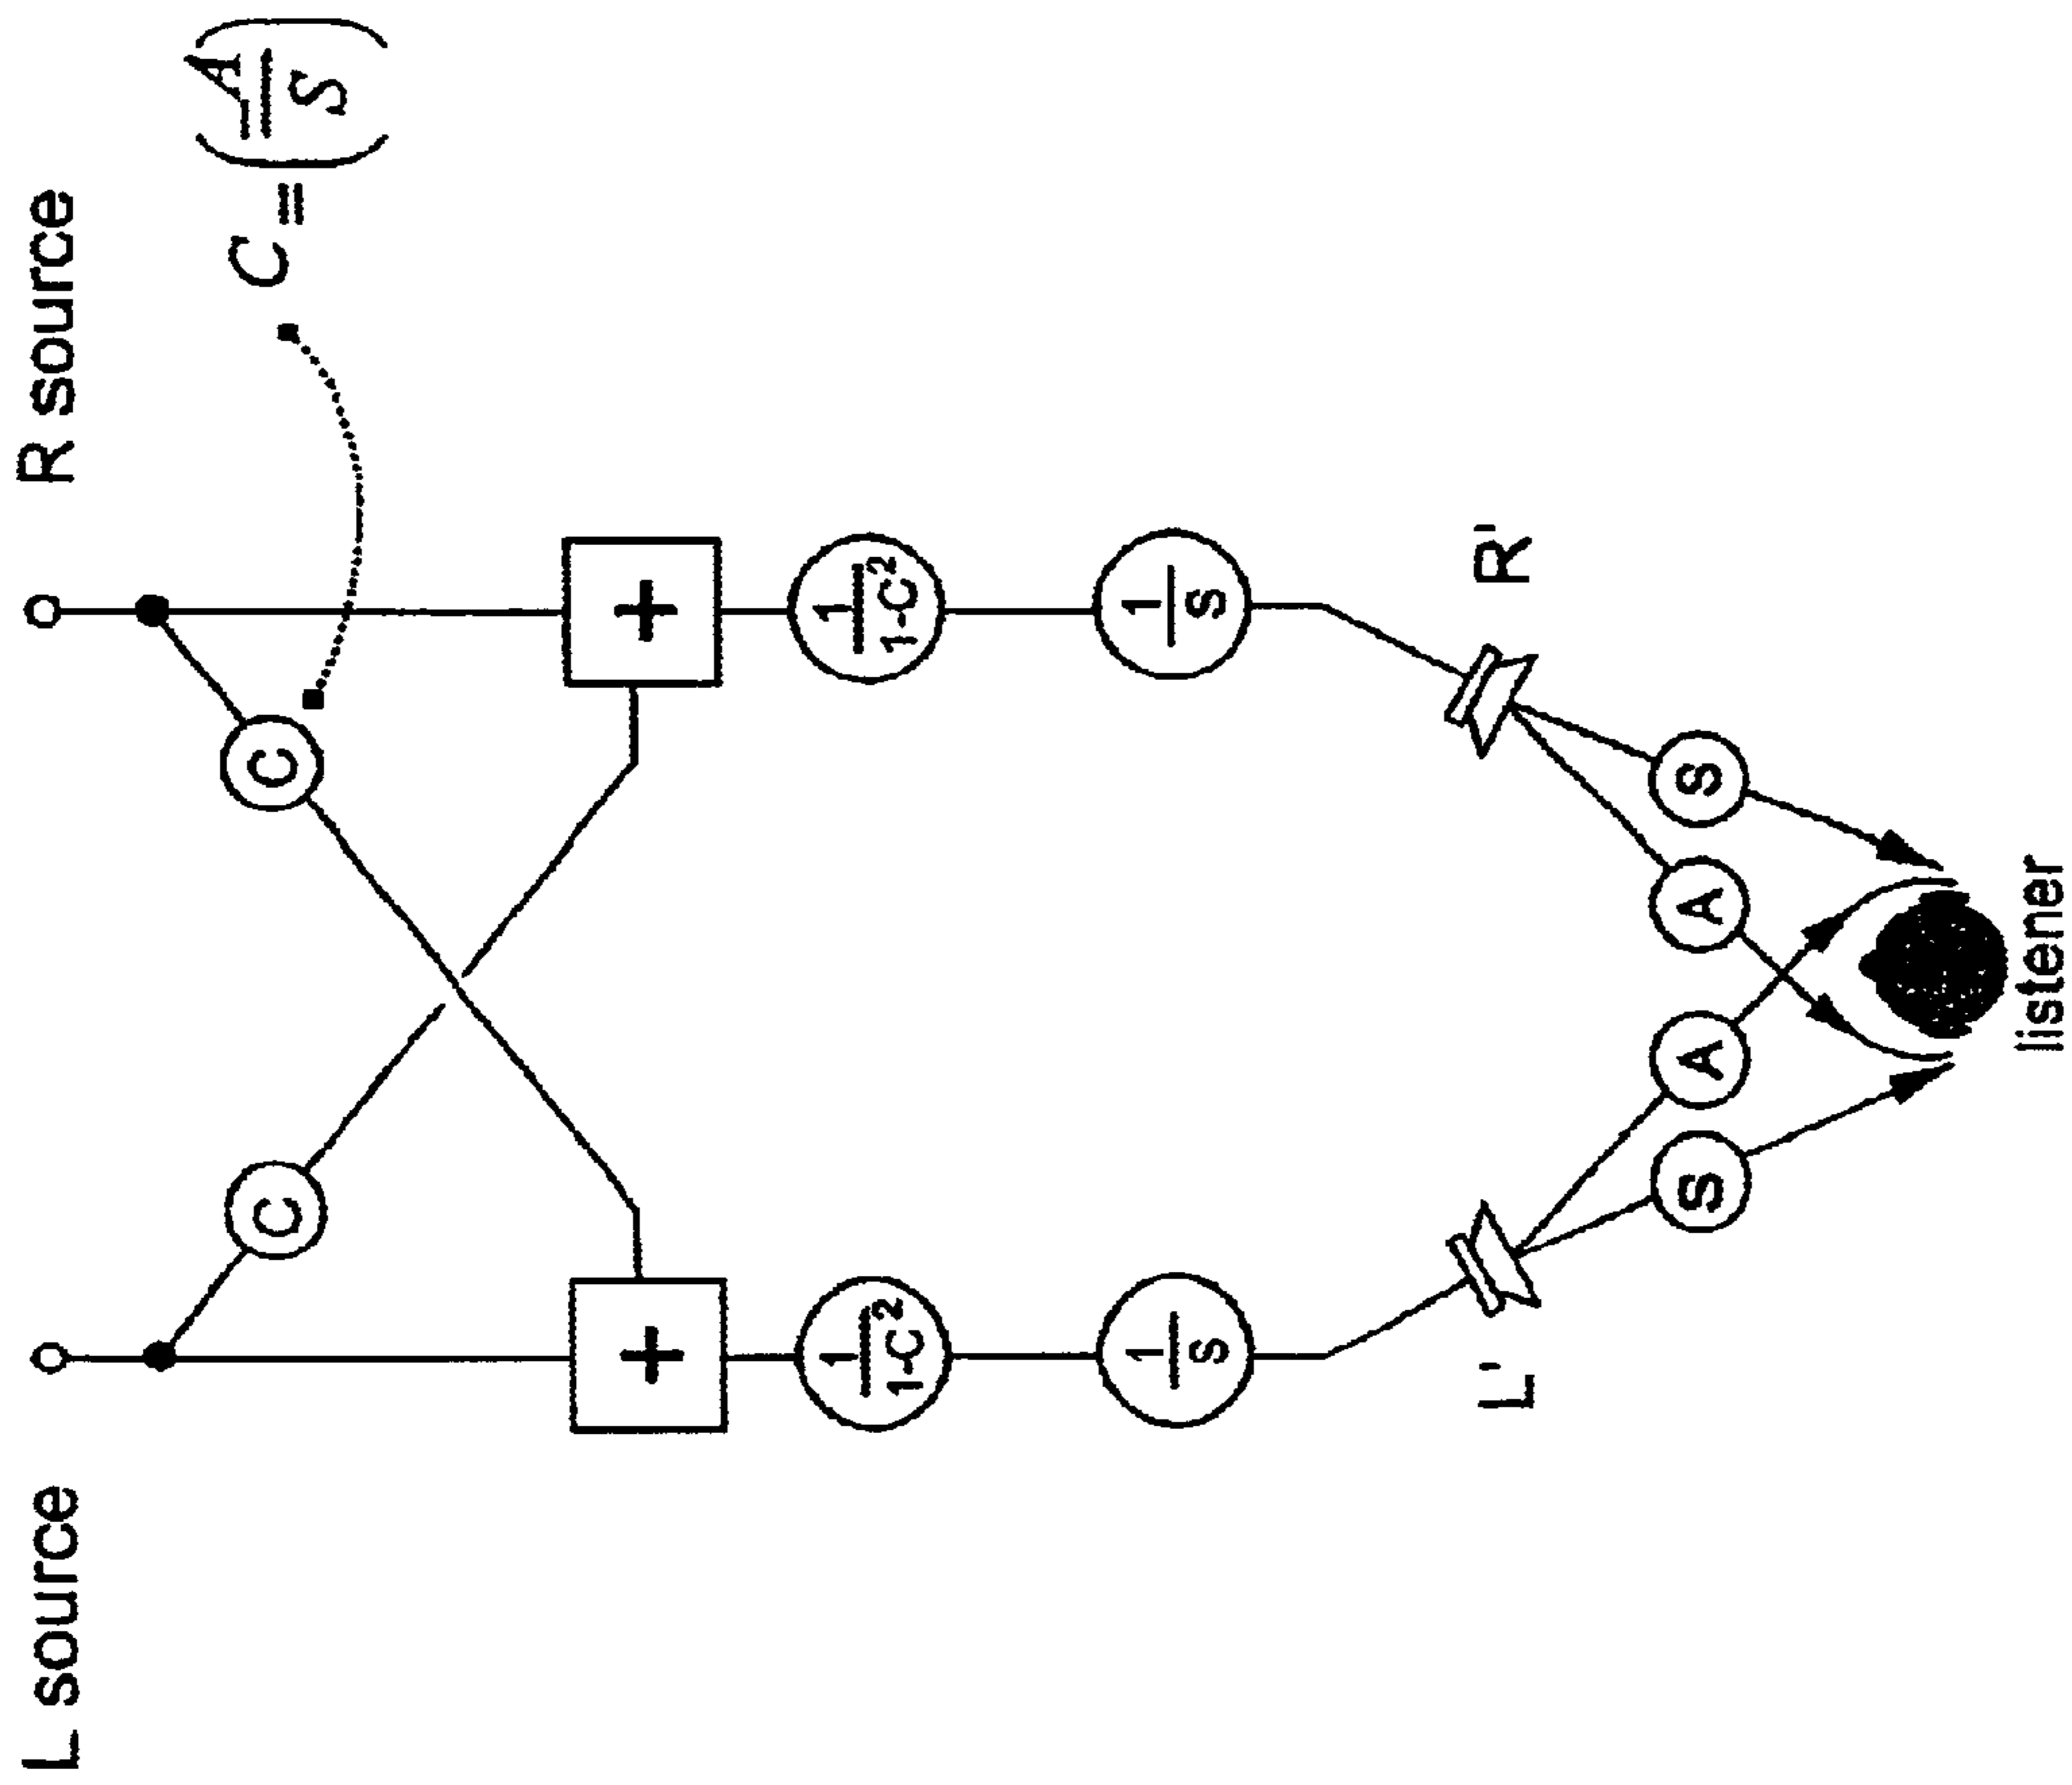 L source
R source
C = (-A/S)
C
C
+
+
1/1-C²
1/1-C²
1/S
1/S
L'
R'
S
A
A
S
listener